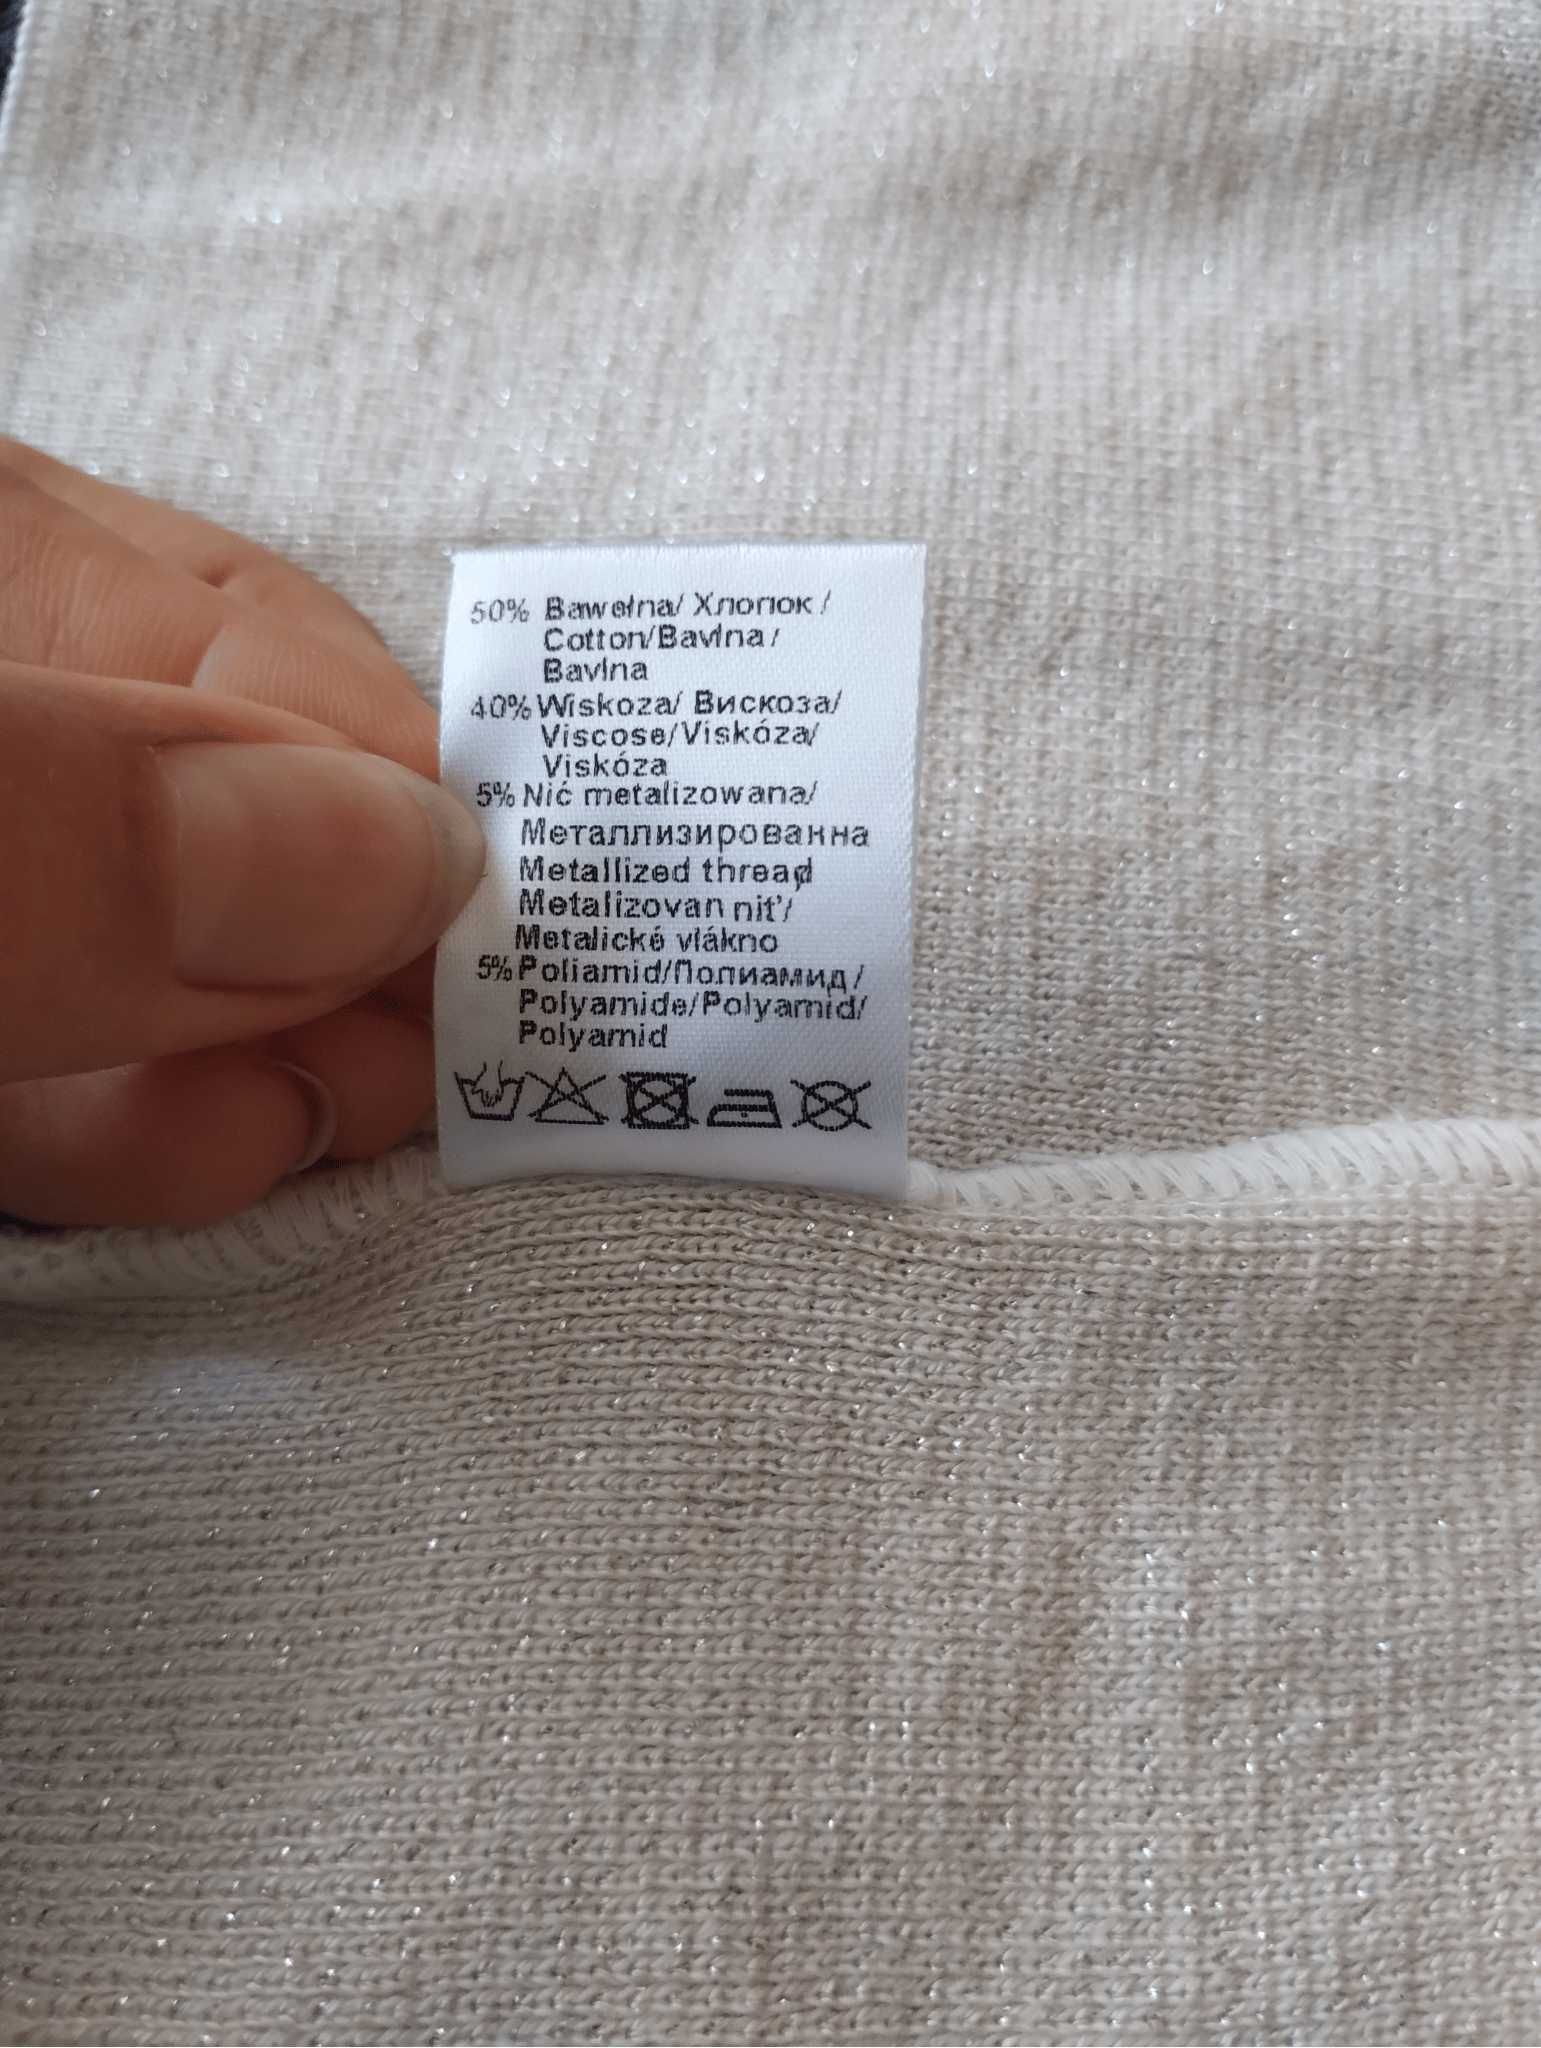 50% Bawełna/ Хлопок /
Cotton/Bavlna /
Bavlna
40% Wiskoza/ Вискоза/
Viscose/Viskóza/
Viskóza
5% Nić metalizowana/
Металлизированна
Metallized thread
Metalizovan nit'/
Metalické vlákno
5% Poliamid/Полиамид/
Polyamide/Polyamid/
Polyamid